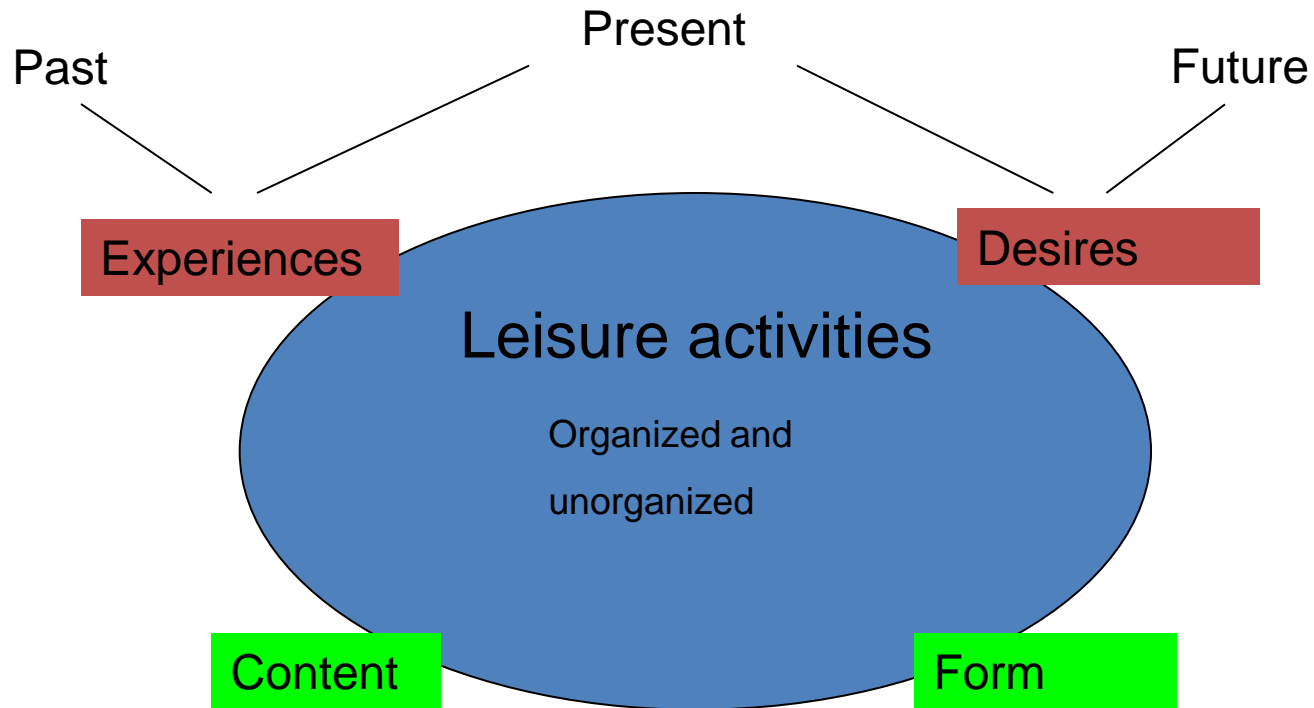 Present
Past
Future
Experiences
Desires
Leisure activities
Organized and
unorganized
Content
Form